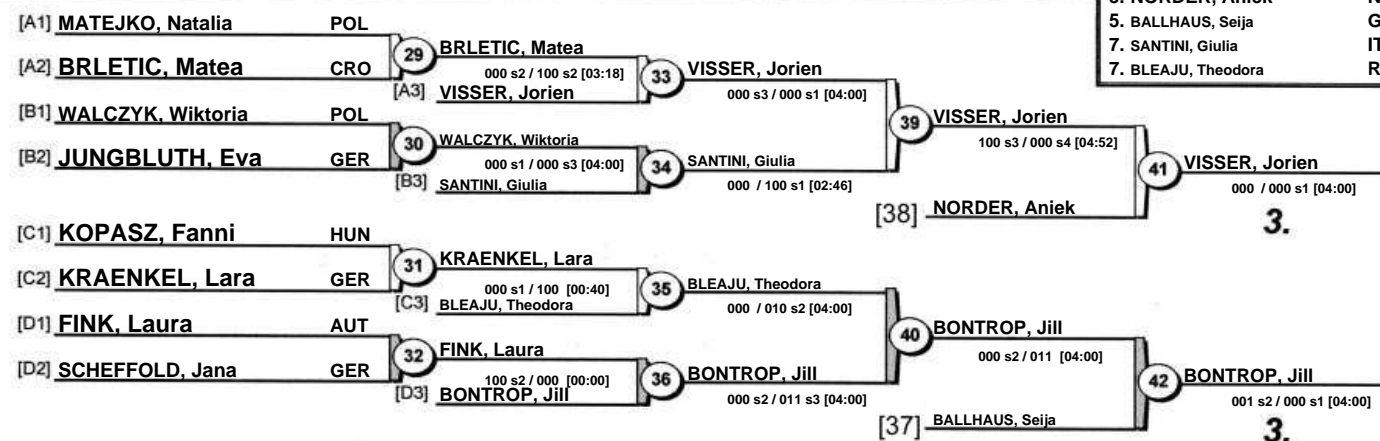 3. NORDER, Aniek N
5. BALLHAUS, Seija G
7. SANTINI, Giulia IT
7. BLEAJU, Theodora R
[A1] MATEJKO, Natalia POL
[A2] BRLETIC, Matea CRO
29 BRLETIC, Matea
000 s2 / 100 s2 [03:18]
[A3] VISSER, Jorien
33 VISSER, Jorien
000 s3 / 000 s1 [04:00]
[B1] WALCZYK, Wiktoria POL
[B2] JUNGBLUTH, Eva GER
30 WALCZYK, Wiktoria
000 s1 / 000 s3 [04:00]
[B3] SANTINI, Giulia
34 SANTINI, Giulia
000 / 100 s1 [02:46]
39 VISSER, Jorien
100 s3 / 000 s4 [04:52]
[38] NORDER, Aniek
41 VISSER, Jorien
000 / 000 s1 [04:00]
3.
[C1] KOPASZ, Fanni HUN
[C2] KRAENKEL, Lara GER
31 KRAENKEL, Lara
000 s1 / 100 [00:40]
[C3] BLEAJU, Theodora
35 BLEAJU, Theodora
000 / 010 s2 [04:00]
[D1] FINK, Laura AUT
[D2] SCHEFFOLD, Jana GER
32 FINK, Laura
100 s2 / 000 [00:00]
[D3] BONTROP, Jill
36 BONTROP, Jill
000 s2 / 011 s3 [04:00]
40 BONTROP, Jill
000 s2 / 011 [04:00]
[37] BALLHAUS, Seija
42 BONTROP, Jill
001 s2 / 000 s1 [04:00]
3.